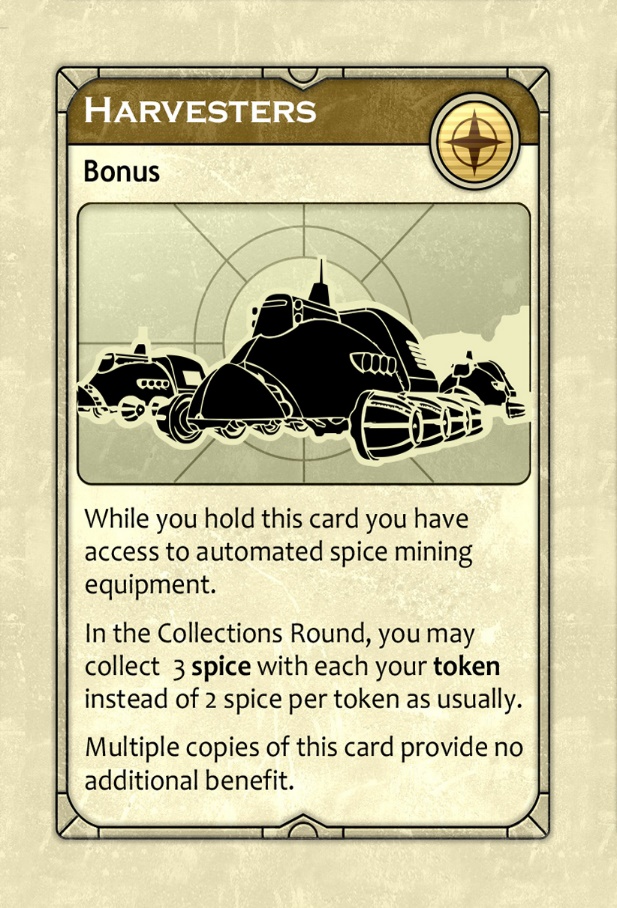 HARVESTERS
Bonus
While you hold this card you have
access to automated spice mining
equipment.
In the Collections Round, you may
collect 3 spice with each your token
instead of 2 spice per token as usually.
Multiple copies of this card provide no
additional benefit.